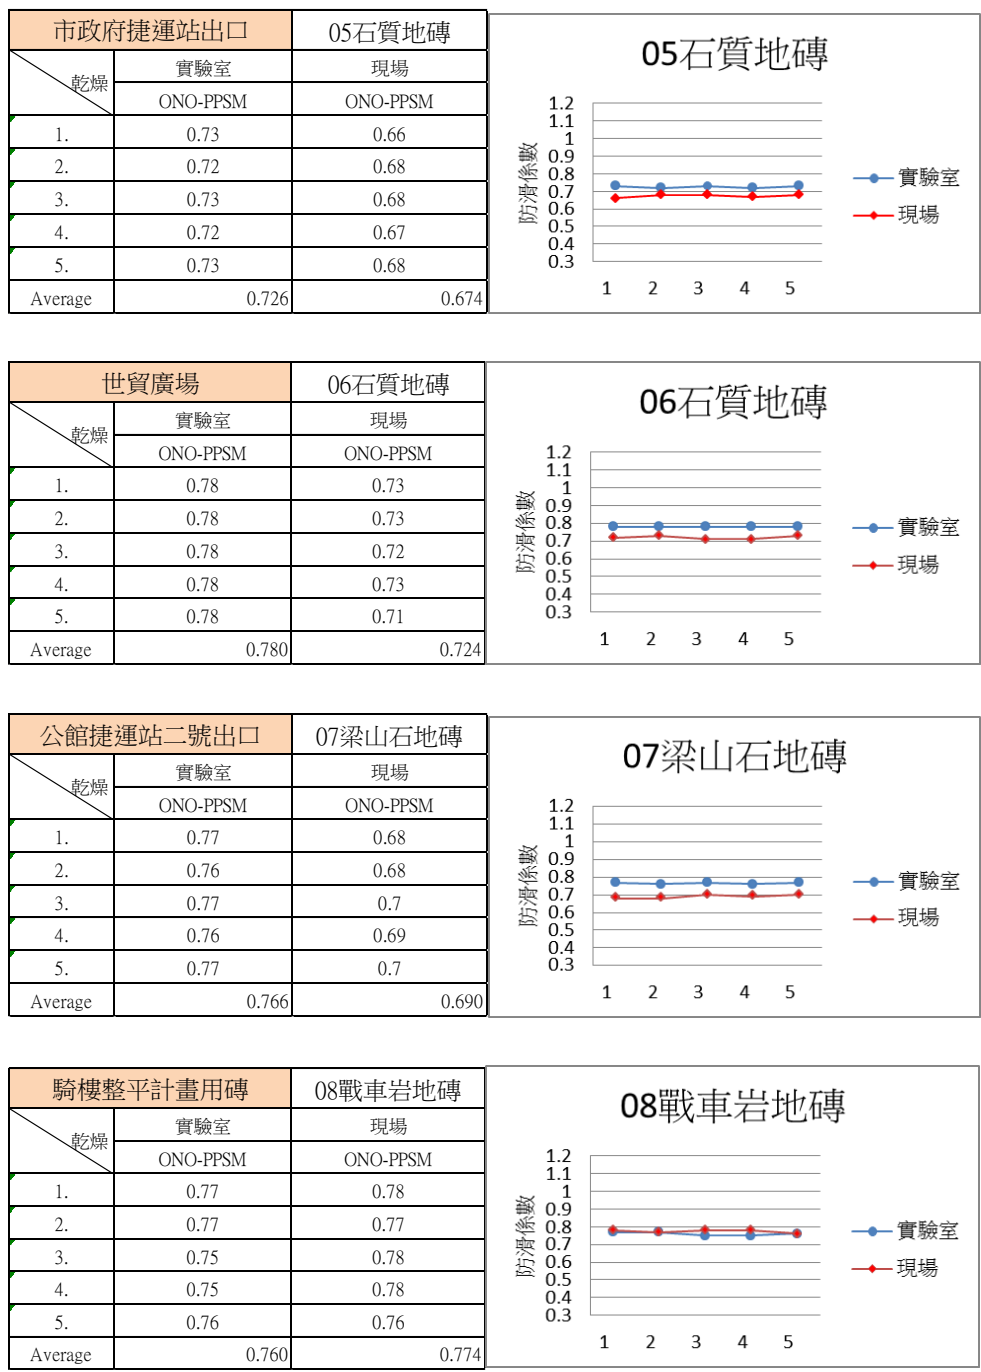 市政府捷運站出口 05石質地磚
乾燥 實驗室 現場
ONO-PPSM ONO-PPSM
1. 0.73 0.66
2. 0.72 0.68
3. 0.73 0.68
4. 0.72 0.67
5. 0.73 0.68
Average 0.726 0.674
05石質地磚
防滑係數
1.2
1.1
1
0.9
0.8
0.7
0.6
0.5
0.4
0.3
1 2 3 4 5
實驗室
現場
世貿廣場 06石質地磚
乾燥 實驗室 現場
ONO-PPSM ONO-PPSM
1. 0.78 0.73
2. 0.78 0.73
3. 0.78 0.72
4. 0.78 0.73
5. 0.78 0.71
Average 0.780 0.724
06石質地磚
防滑係數
1.2
1.1
1
0.9
0.8
0.7
0.6
0.5
0.4
0.3
1 2 3 4 5
實驗室
現場
公館捷運站二號出口 07梁山石地磚
乾燥 實驗室 現場
ONO-PPSM ONO-PPSM
1. 0.77 0.68
2. 0.76 0.68
3. 0.77 0.7
4. 0.76 0.69
5. 0.77 0.7
Average 0.766 0.690
07梁山石地磚
防滑係數
1.2
1.1
1
0.9
0.8
0.7
0.6
0.5
0.4
0.3
1 2 3 4 5
實驗室
現場
騎樓整平計畫用磚 08戰車岩地磚
乾燥 實驗室 現場
ONO-PPSM ONO-PPSM
1. 0.77 0.78
2. 0.77 0.77
3. 0.75 0.78
4. 0.75 0.78
5. 0.76 0.76
Average 0.760 0.774
08戰車岩地磚
防滑係數
1.2
1.1
1
0.9
0.8
0.7
0.6
0.5
0.4
0.3
1 2 3 4 5
實驗室
現場